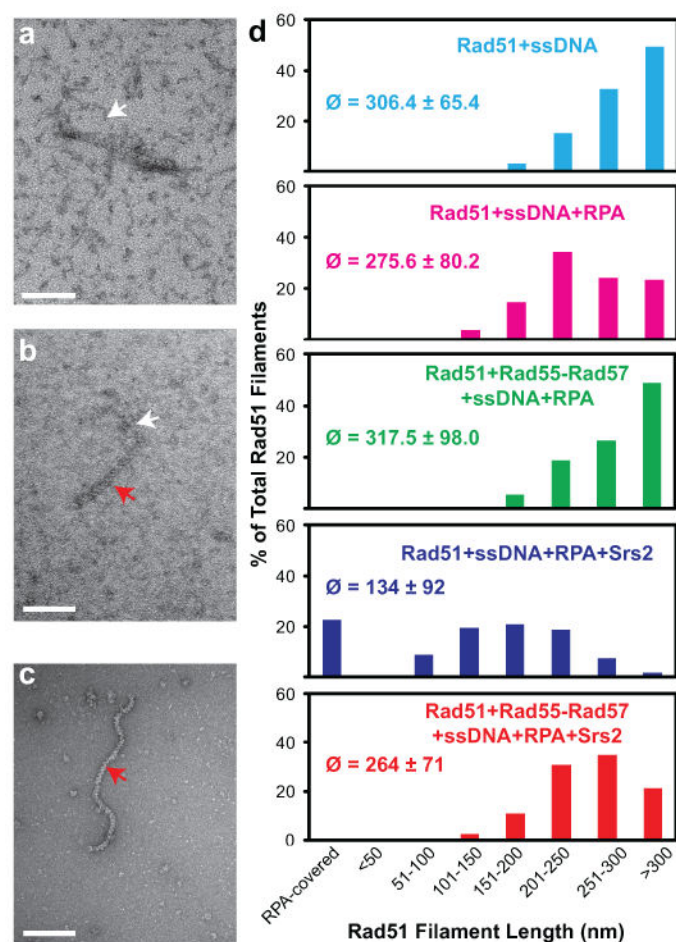 a
b
c
d
% of Total Rad51 Filaments
60
40
20
Rad51+ssDNA
Ø = 306.4 ± 65.4
60
40
20
Rad51+ssDNA+RPA
Ø = 275.6 ± 80.2
60
40
20
Rad51+Rad55-Rad57
+ssDNA+RPA
Ø = 317.5 ± 98.0
60
40
20
Rad51+ssDNA+RPA+Srs2
Ø = 134 ± 92
60
40
20
0
Rad51+Rad55-Rad57
+ssDNA+RPA+Srs2
Ø = 264 ± 71
RPA-covered
<50
51-100
101-150
151-200
201-250
251-300
>300
Rad51 Filament Length (nm)